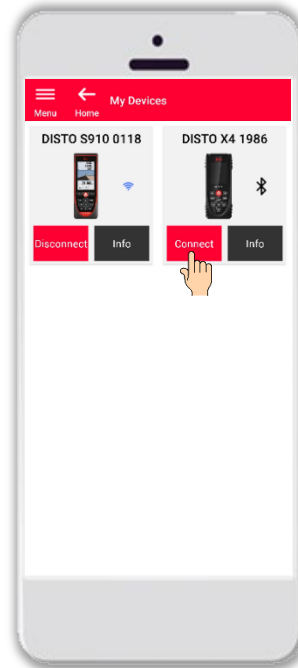 Menu
Home
My Devices
DISTO S910 0118
DISTO X4 1986
Disconnect
Info
Connect
Info